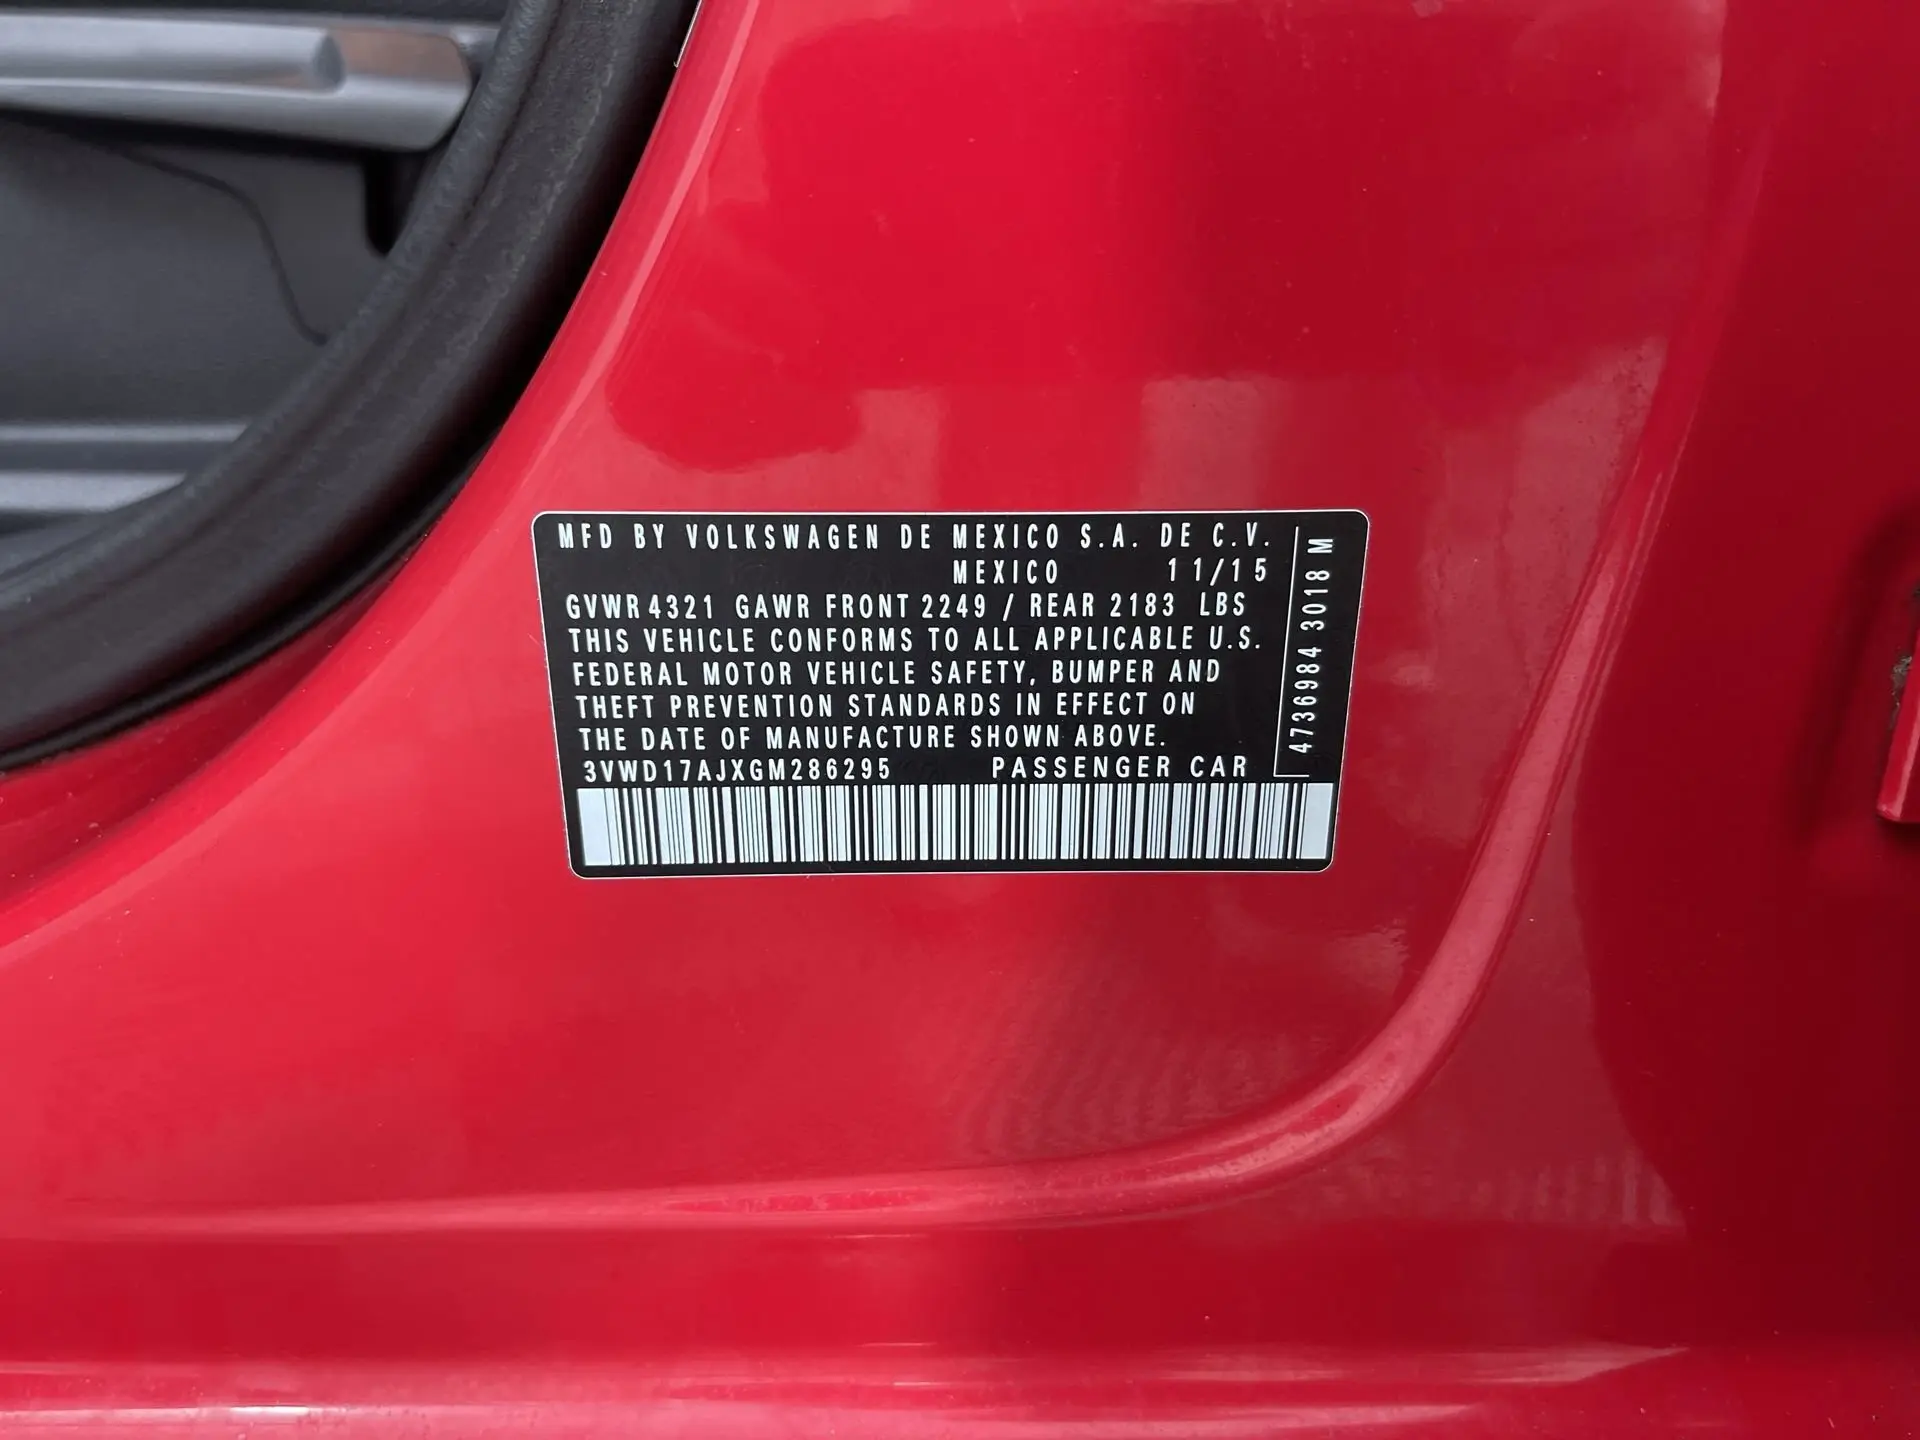 MFD BY VOLKSWAGEN DE MEXICO S.A. DE C.V.
MEXICO 11/15
GVWR 4321 GAWR FRONT 2249 / REAR 2183 LBS
THIS VEHICLE CONFORMS TO ALL APPLICABLE U.S.
FEDERAL MOTOR VEHICLE SAFETY, BUMPER AND
THEFT PREVENTION STANDARDS IN EFFECT ON
THE DATE OF MANUFACTURE SHOWN ABOVE.
3VWD17AJXGM286295 PASSENGER CAR
4736984 3018 M